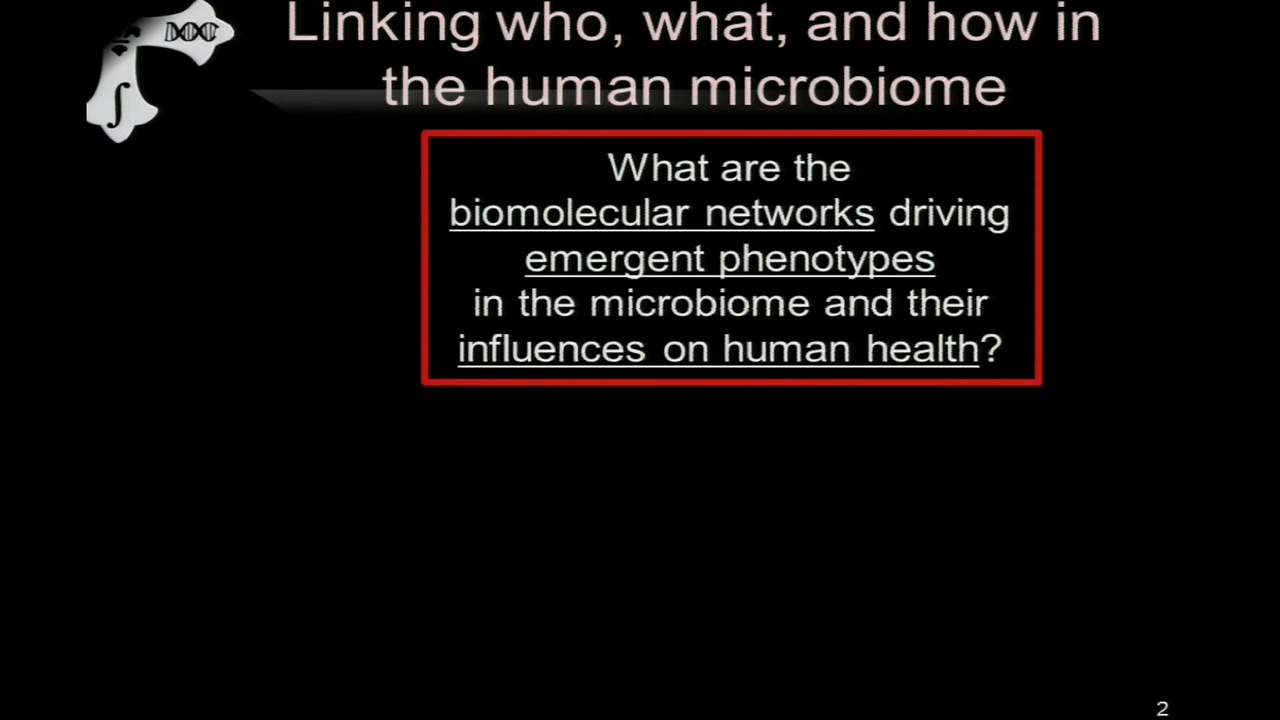 Linking who, what, and how in
the human microbiome
What are the
biomolecular networks driving
emergent phenotypes
in the microbiome and their
influences on human health?
2